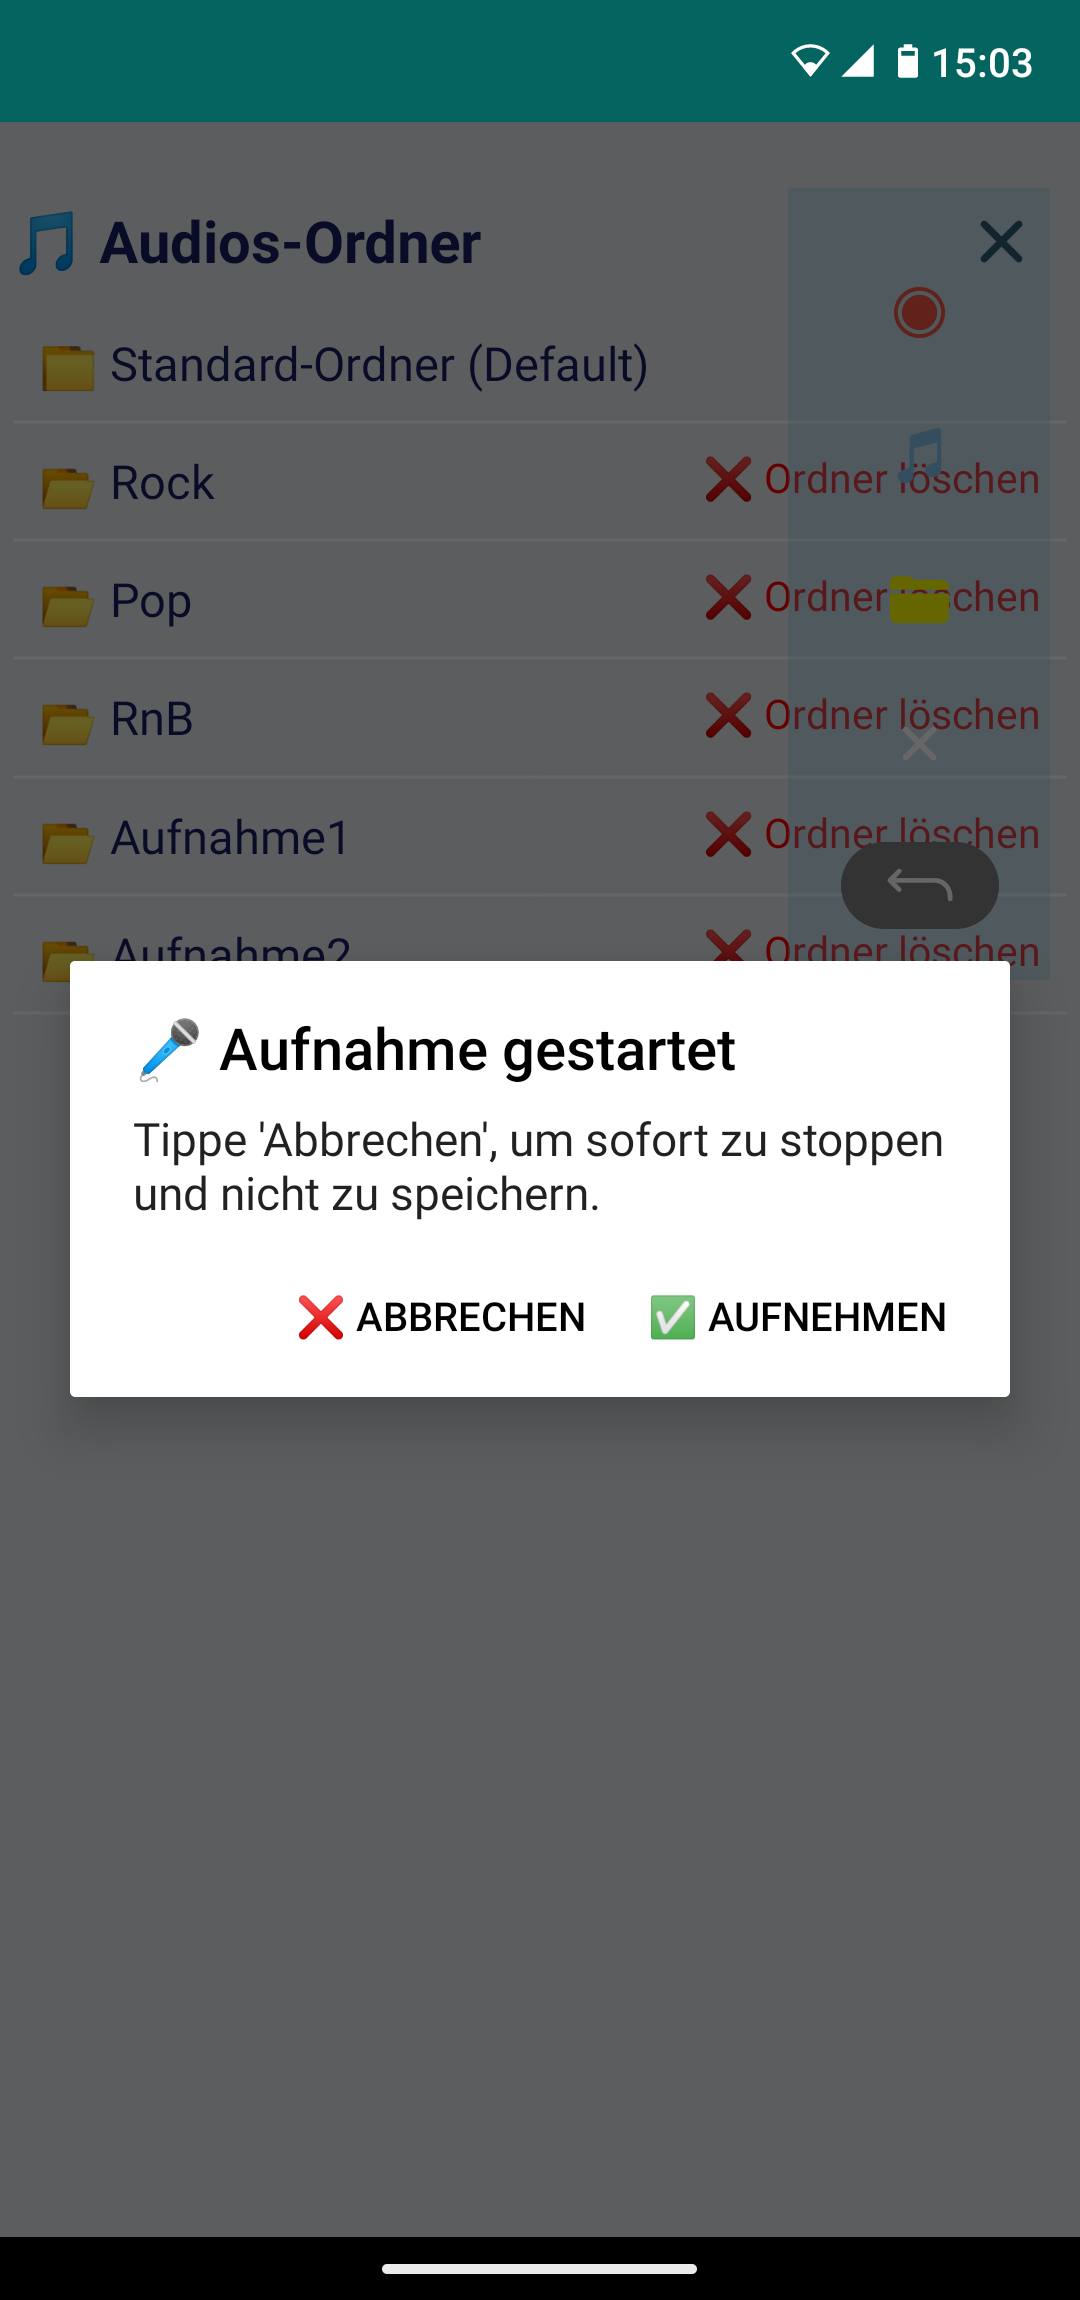 15:03
Audios-Ordner
Standard-Ordner (Default)
Rock Ordner löschen
Pop Ordner löschen
RnB Ordner löschen
Aufnahme1 Ordner löschen
Aufnahme2 Ordner löschen
Aufnahme gestartet
Tippe 'Abbrechen', um sofort zu stoppen
und nicht zu speichern.
ABBRECHEN AUFNEHMEN